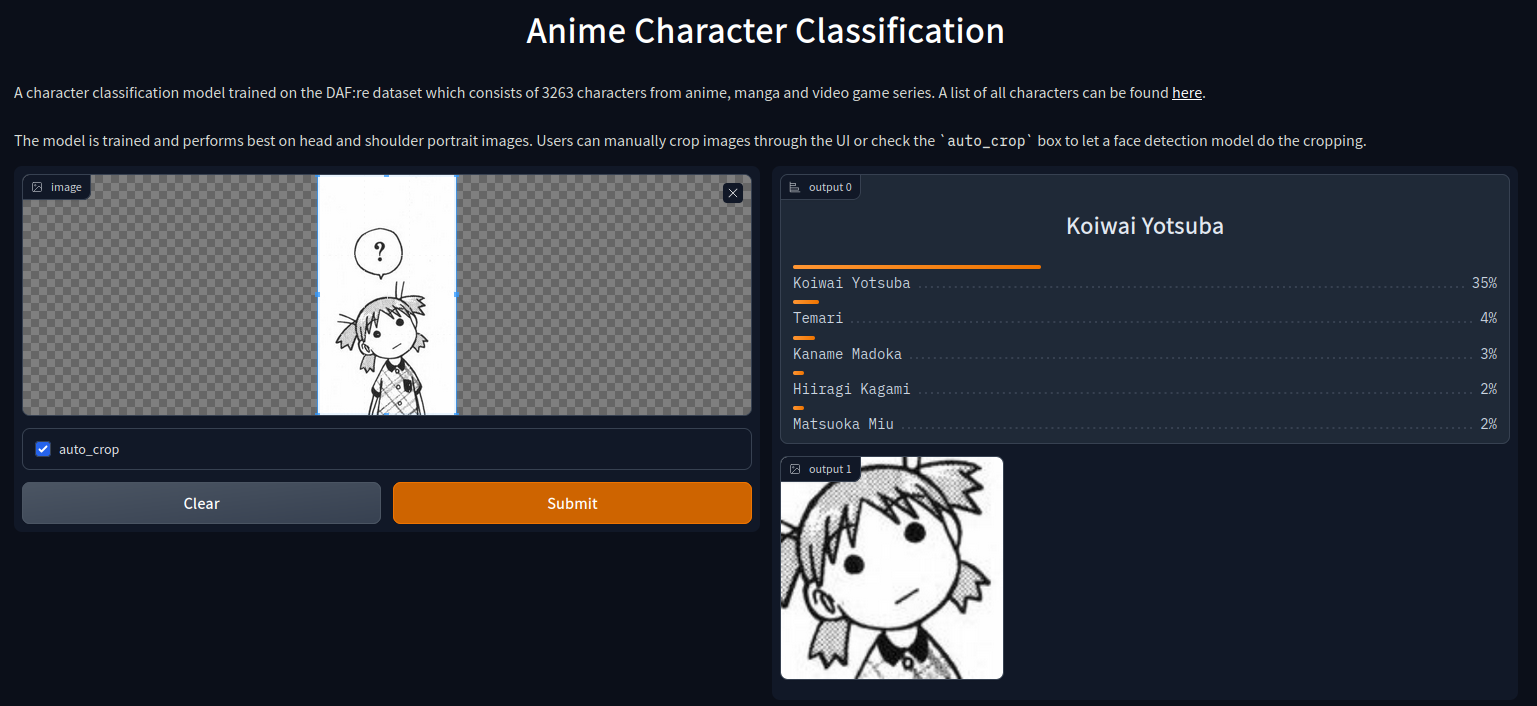 Anime Character Classification
A character classification model trained on the DAF:re dataset which consists of 3263 characters from anime, manga and video game series. A list of all characters can be found here.
The model is trained and performs best on head and shoulder portrait images. Users can manually crop images through the UI or check the `auto_crop` box to let a face detection model do the cropping.
image
?
auto_crop
Clear
Submit
output 0
Koiwai Yotsuba
Koiwai Yotsuba 35%
Temari 4%
Kaname Madoka 3%
Hiiragi Kagami 2%
Matsuoka Miu 2%
output 1